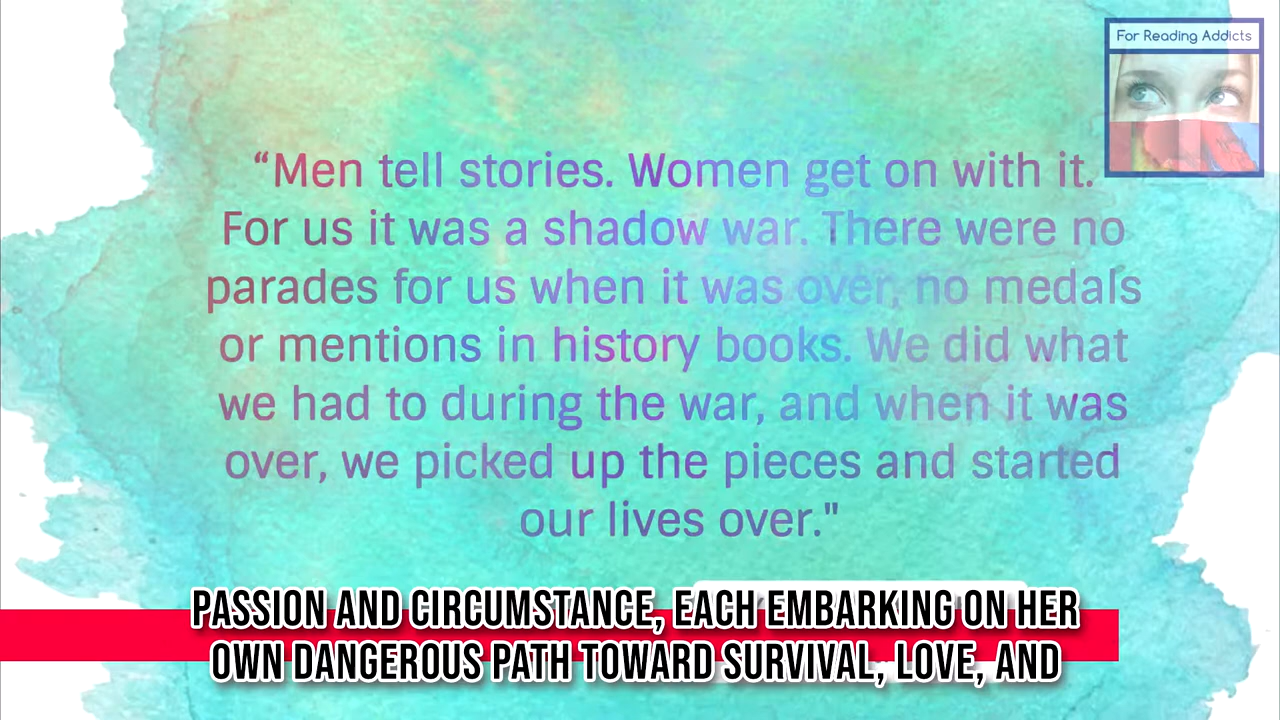 For Reading Addicts
“Men tell stories. Women get on with it.
For us it was a shadow war. There were no
parades for us when it was over, no medals
or mentions in history books. We did what
we had to during the war, and when it was
over, we picked up the pieces and started
our lives over."
PASSION AND CIRCUMSTANCE, EACH EMBARKING ON HER
OWN DANGEROUS PATH TOWARD SURVIVAL, LOVE, AND